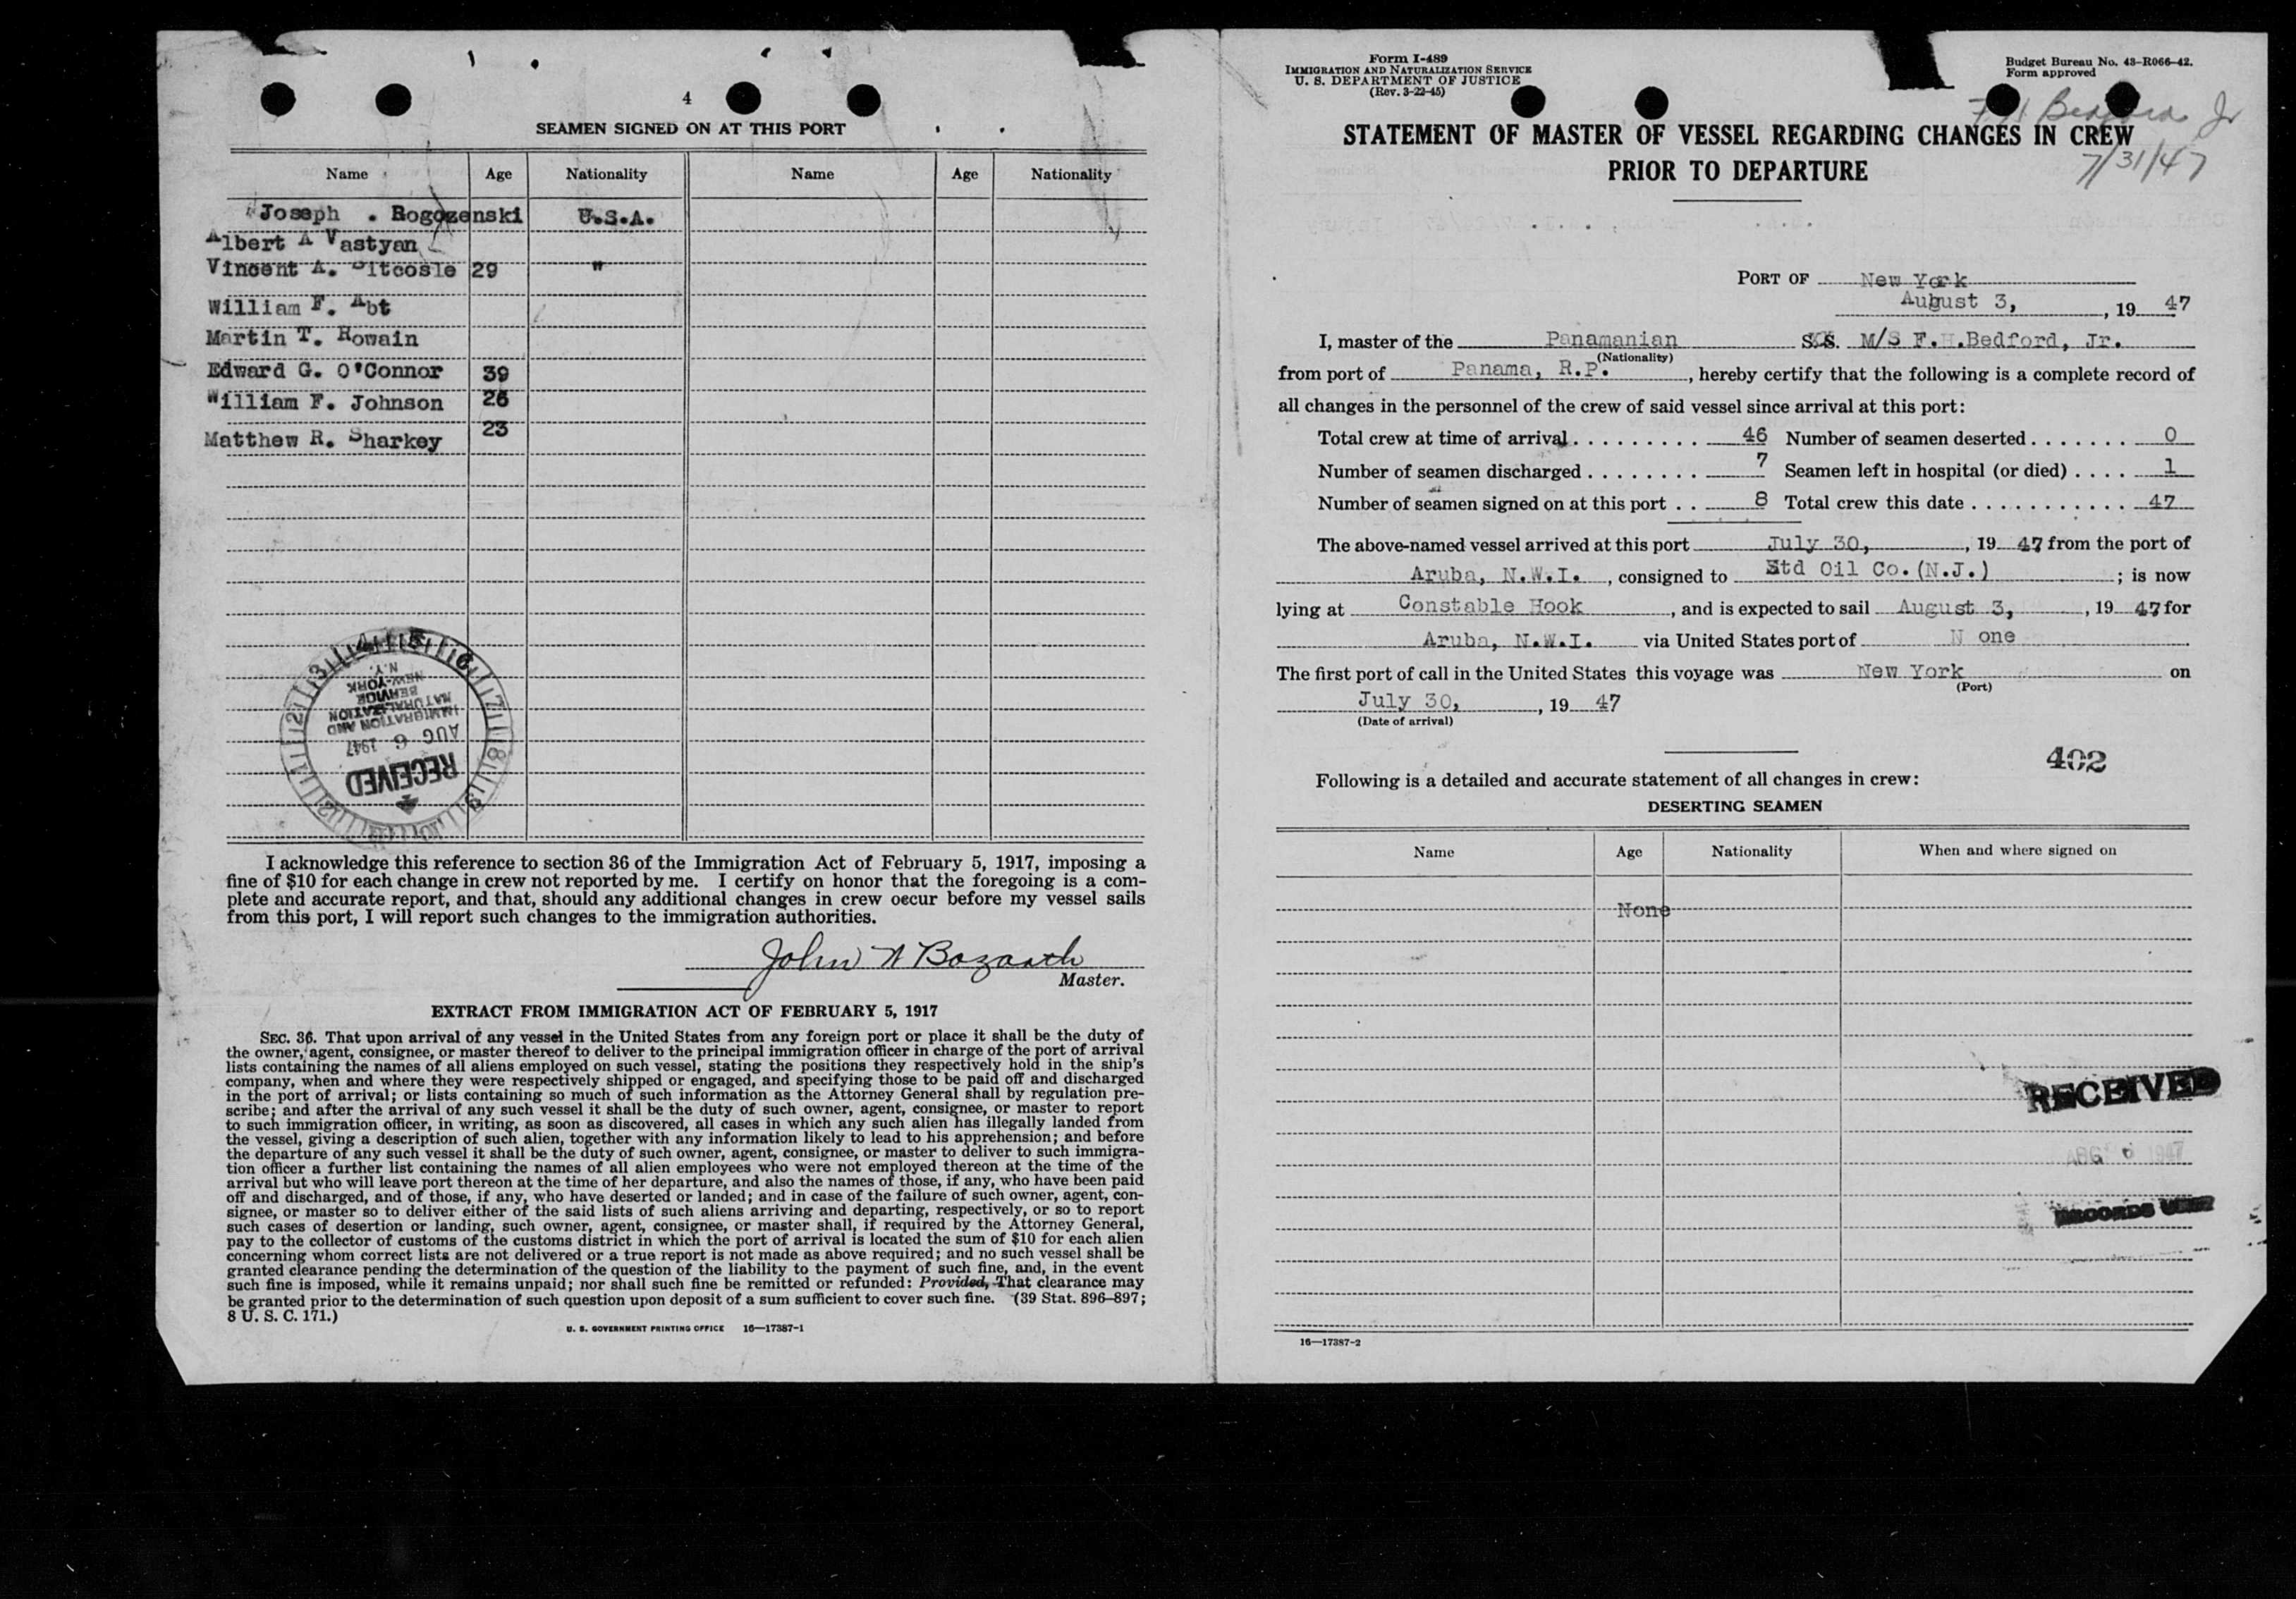 4
SEAMEN SIGNED ON AT THIS PORT
Name Age Nationality Name Age Nationality
Joseph . Rogozenski U.S.A.
Albert A Vastyan
Vincent A. Sitcosle 29 "
William F. Abt
Martin T. Rowain
Edward G. O'Connor 39
William F. Johnson 26
Matthew R. Sharkey 23
RECEIVED
AUG 6 1947
IMMIGRATION AND
NATURALIZATION
SERVICE
NEW-YORK
N.Y.
I acknowledge this reference to section 36 of the Immigration Act of February 5, 1917, imposing a
fine of $10 for each change in crew not reported by me. I certify on honor that the foregoing is a com-
plete and accurate report, and that, should any additional changes in crew occur before my vessel sails
from this port, I will report such changes to the immigration authorities.
John N Bozarth
Master.
EXTRACT FROM IMMIGRATION ACT OF FEBRUARY 5, 1917
SEC. 36. That upon arrival of any vessel in the United States from any foreign port or place it shall be the duty of
the owner, agent, consignee, or master thereof to deliver to the principal immigration officer in charge of the port of arrival
lists containing the names of all aliens employed on such vessel, stating the positions they respectively hold in the ship's
company, when and where they were respectively shipped or engaged, and specifying those to be paid off and discharged
in the port of arrival; or lists containing so much of such information as the Attorney General shall by regulation pre-
scribe; and after the arrival of any such vessel it shall be the duty of such owner, agent, consignee, or master to report
to such immigration officer, in writing, as soon as discovered, all cases in which any such alien has illegally landed from
the vessel, giving a description of such alien, together with any information likely to lead to his apprehension; and before
the departure of any such vessel it shall be the duty of such owner, agent, consignee, or master to deliver to such immigra-
tion officer a further list containing the names of all alien employees who were not employed thereon at the time of the
arrival but who will leave port thereon at the time of her departure, and also the names of those, if any, who have been paid
off and discharged, and of those, if any, who have deserted or landed; and in case of the failure of such owner, agent, con-
signee, or master so to deliver either of the said lists of such aliens arriving and departing, respectively, or so to report
such cases of desertion or landing, such owner, agent, consignee, or master shall, if required by the Attorney General,
pay to the collector of customs of the customs district in which the port of arrival is located the sum of $10 for each alien
concerning whom correct lists are not delivered or a true report is not made as above required; and no such vessel shall be
granted clearance pending the determination of the question of the liability to the payment of such fine, and, in the event
such fine is imposed, while it remains unpaid; nor shall such fine be remitted or refunded: Provided, That clearance may
be granted prior to the determination of such question upon deposit of a sum sufficient to cover such fine. (39 Stat. 896–897;
8 U. S. C. 171.)
U. S. GOVERNMENT PRINTING OFFICE 16—17387-1
Form I-489
IMMIGRATION AND NATURALIZATION SERVICE
U. S. DEPARTMENT OF JUSTICE
(Rev. 3-22-45)
Budget Bureau No. 43-R066-42.
Form approved
F H Bedford Jr
7/31/47
STATEMENT OF MASTER OF VESSEL REGARDING CHANGES IN CREW
PRIOR TO DEPARTURE
PORT OF New York
August 3, , 19 47
I, master of the Panamanian S.S. M/S F.H.Bedford, Jr.
(Nationality)
from port of Panama, R.P. , hereby certify that the following is a complete record of
all changes in the personnel of the crew of said vessel since arrival at this port:
Total crew at time of arrival . . . . . . . . . 46 Number of seamen deserted . . . . . . . 0
Number of seamen discharged . . . . . . . . 7 Seamen left in hospital (or died) . . . . 1
Number of seamen signed on at this port . . 8 Total crew this date . . . . . . . . . . . 47
The above-named vessel arrived at this port July 30, , 19 47 from the port of
Aruba, N.W.I. , consigned to Std Oil Co.(N.J.) ; is now
lying at Constable Hook , and is expected to sail August 3, , 19 47 for
Aruba, N.W.I. via United States port of N one
The first port of call in the United States this voyage was New York on
(Port)
July 30, , 19 47
(Date of arrival)
402
Following is a detailed and accurate statement of all changes in crew:
DESERTING SEAMEN
Name Age Nationality When and where signed on
None
RECEIVED
AUG 6 1947
RECORDS
16—17387-2